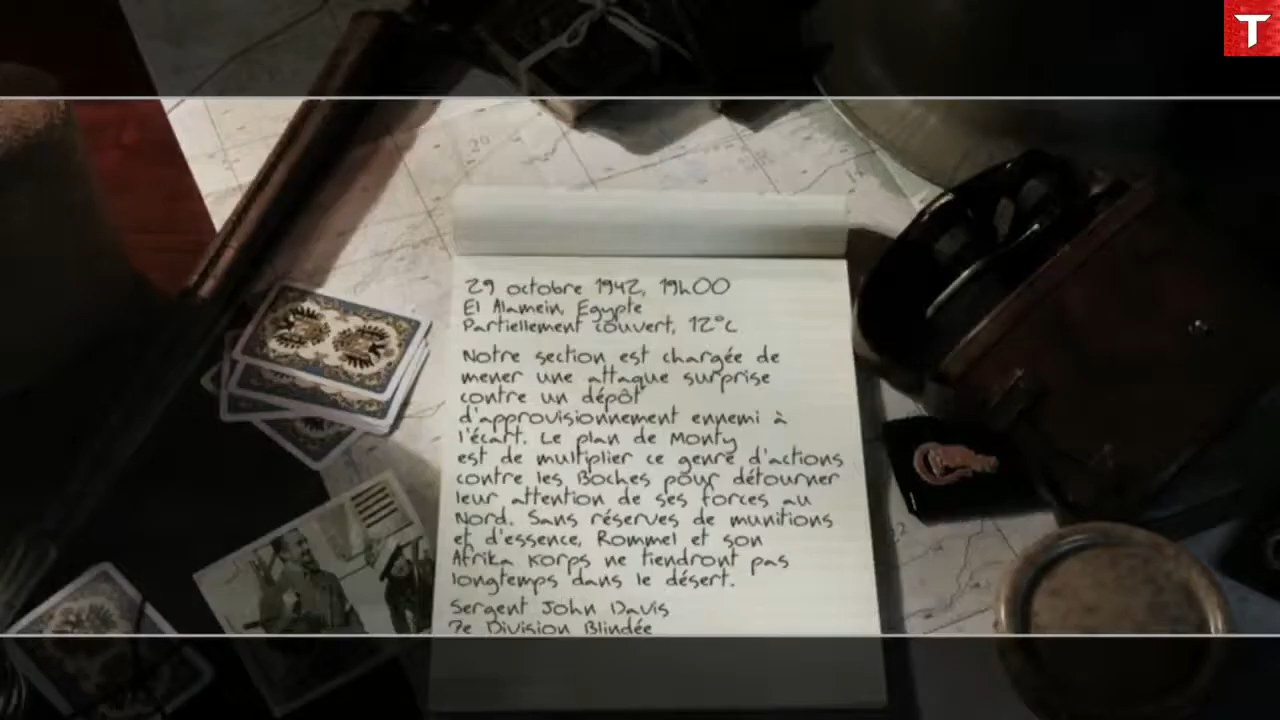 T
29 octobre 1942, 19h00
El Alamein, Egypte
Partiellement couvert, 12°c
Notre section est chargée de
mener une attaque surprise
contre un dépôt
d'approvisionnement ennemi à
l'écart. Le plan de Monty
est de multiplier ce genre d'actions
contre les Boches pour détourner
leur attention de ses forces au
Nord. Sans réserves de munitions
et d'essence, Rommel et son
Afrika Korps ne tiendront pas
longtemps dans le désert.
Sergent John Davis
7e Division Blindée